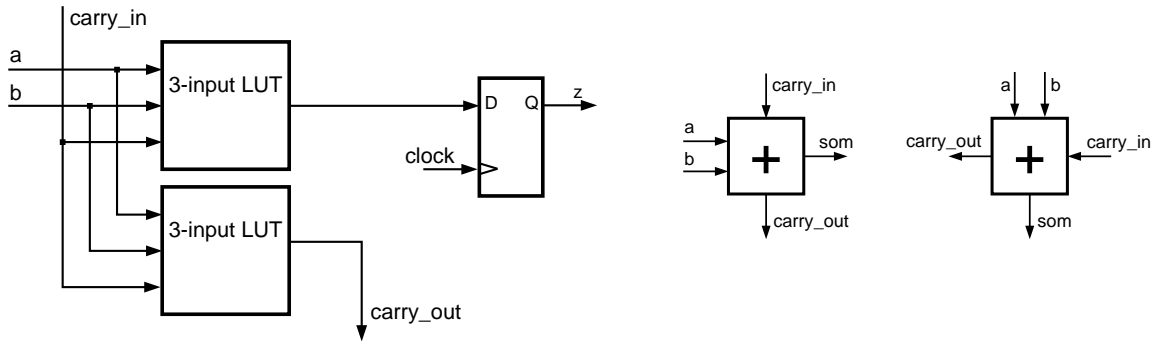 carry_in
a
3-input LUT
b
D Q
z
clock
3-input LUT
carry_out
carry_in
a
b
+
som
carry_out
a
b
carry_out
+
carry_in
som